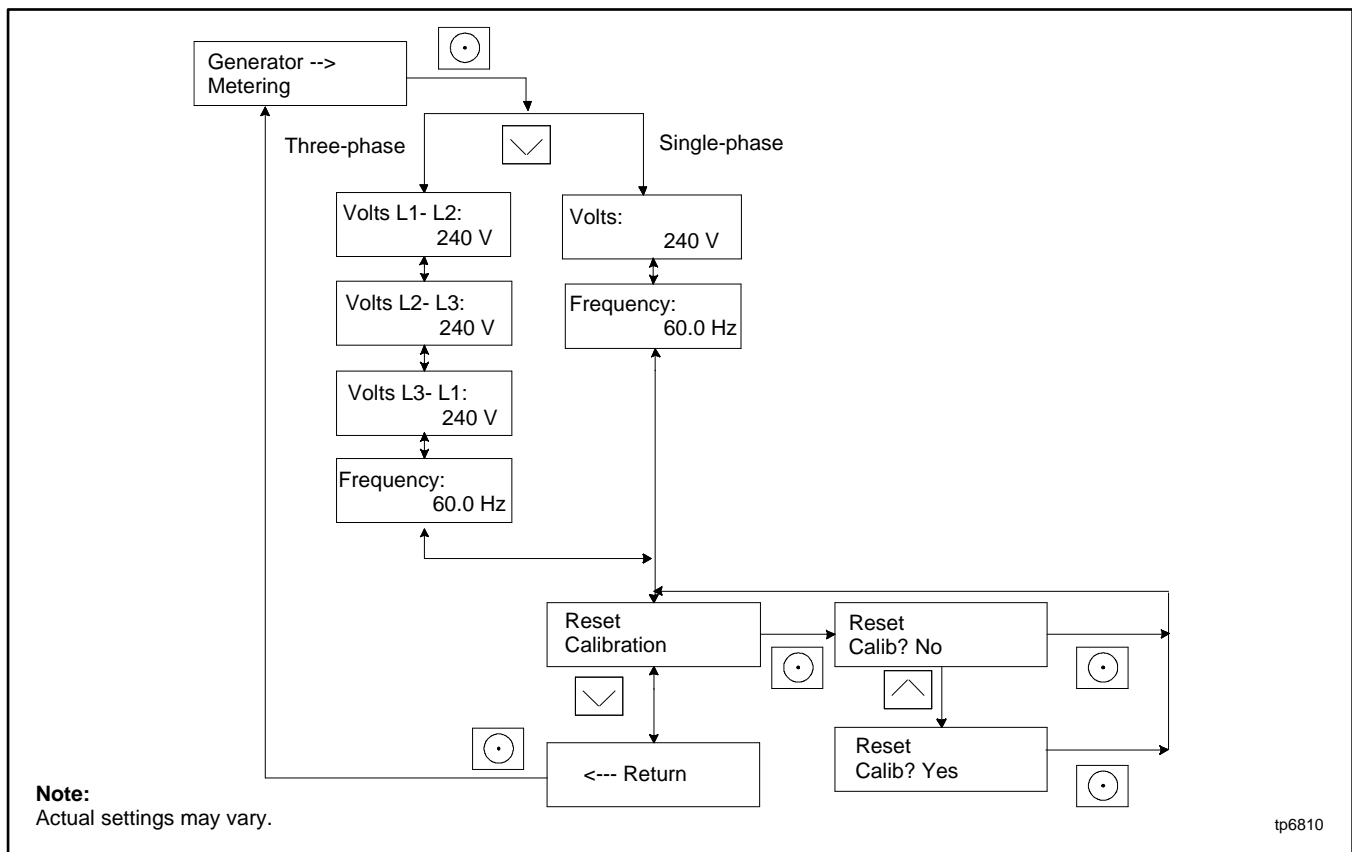 Generator -->
Metering
Three-phase
Single-phase
Volts L1- L2:
240 V
Volts L2- L3:
240 V
Volts L3- L1:
240 V
Frequency:
60.0 Hz
Volts:
240 V
Frequency:
60.0 Hz
Reset
Calibration
Reset
Calib? No
Reset
Calib? Yes
<--- Return
Note:
Actual settings may vary.
tp6810